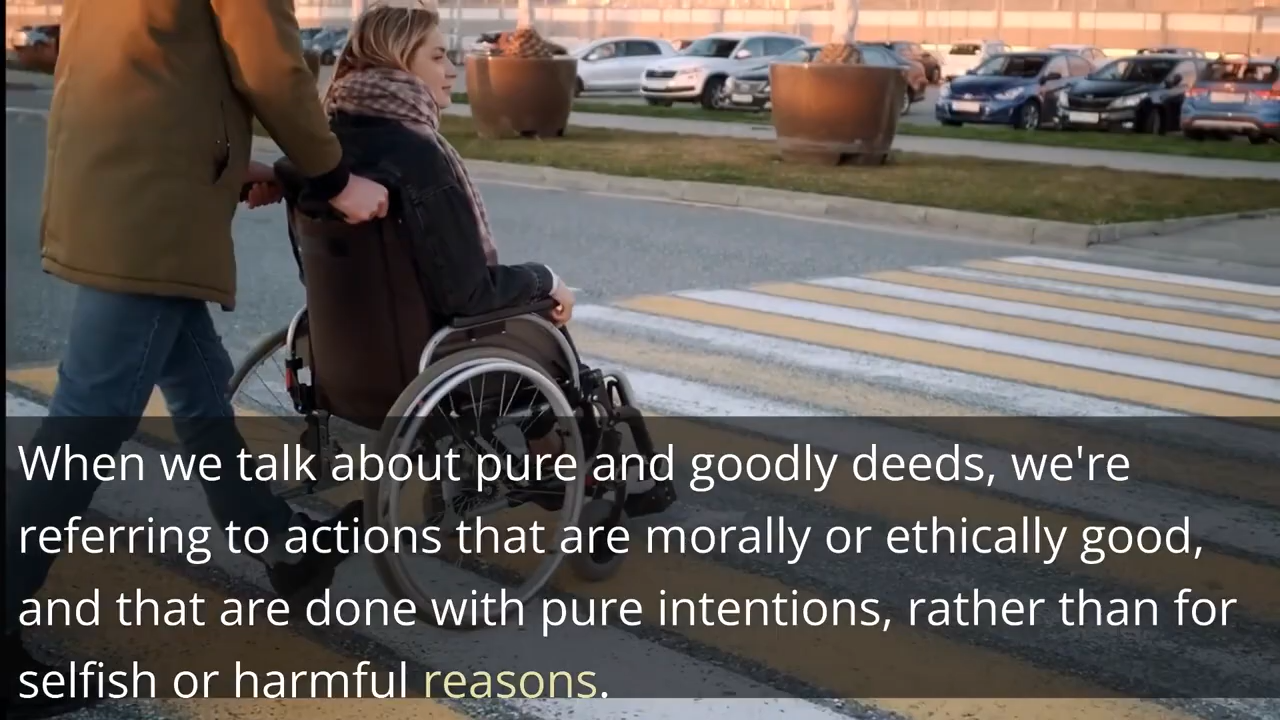 When we talk about pure and goodly deeds, we're
referring to actions that are morally or ethically good,
and that are done with pure intentions, rather than for
selfish or harmful reasons.